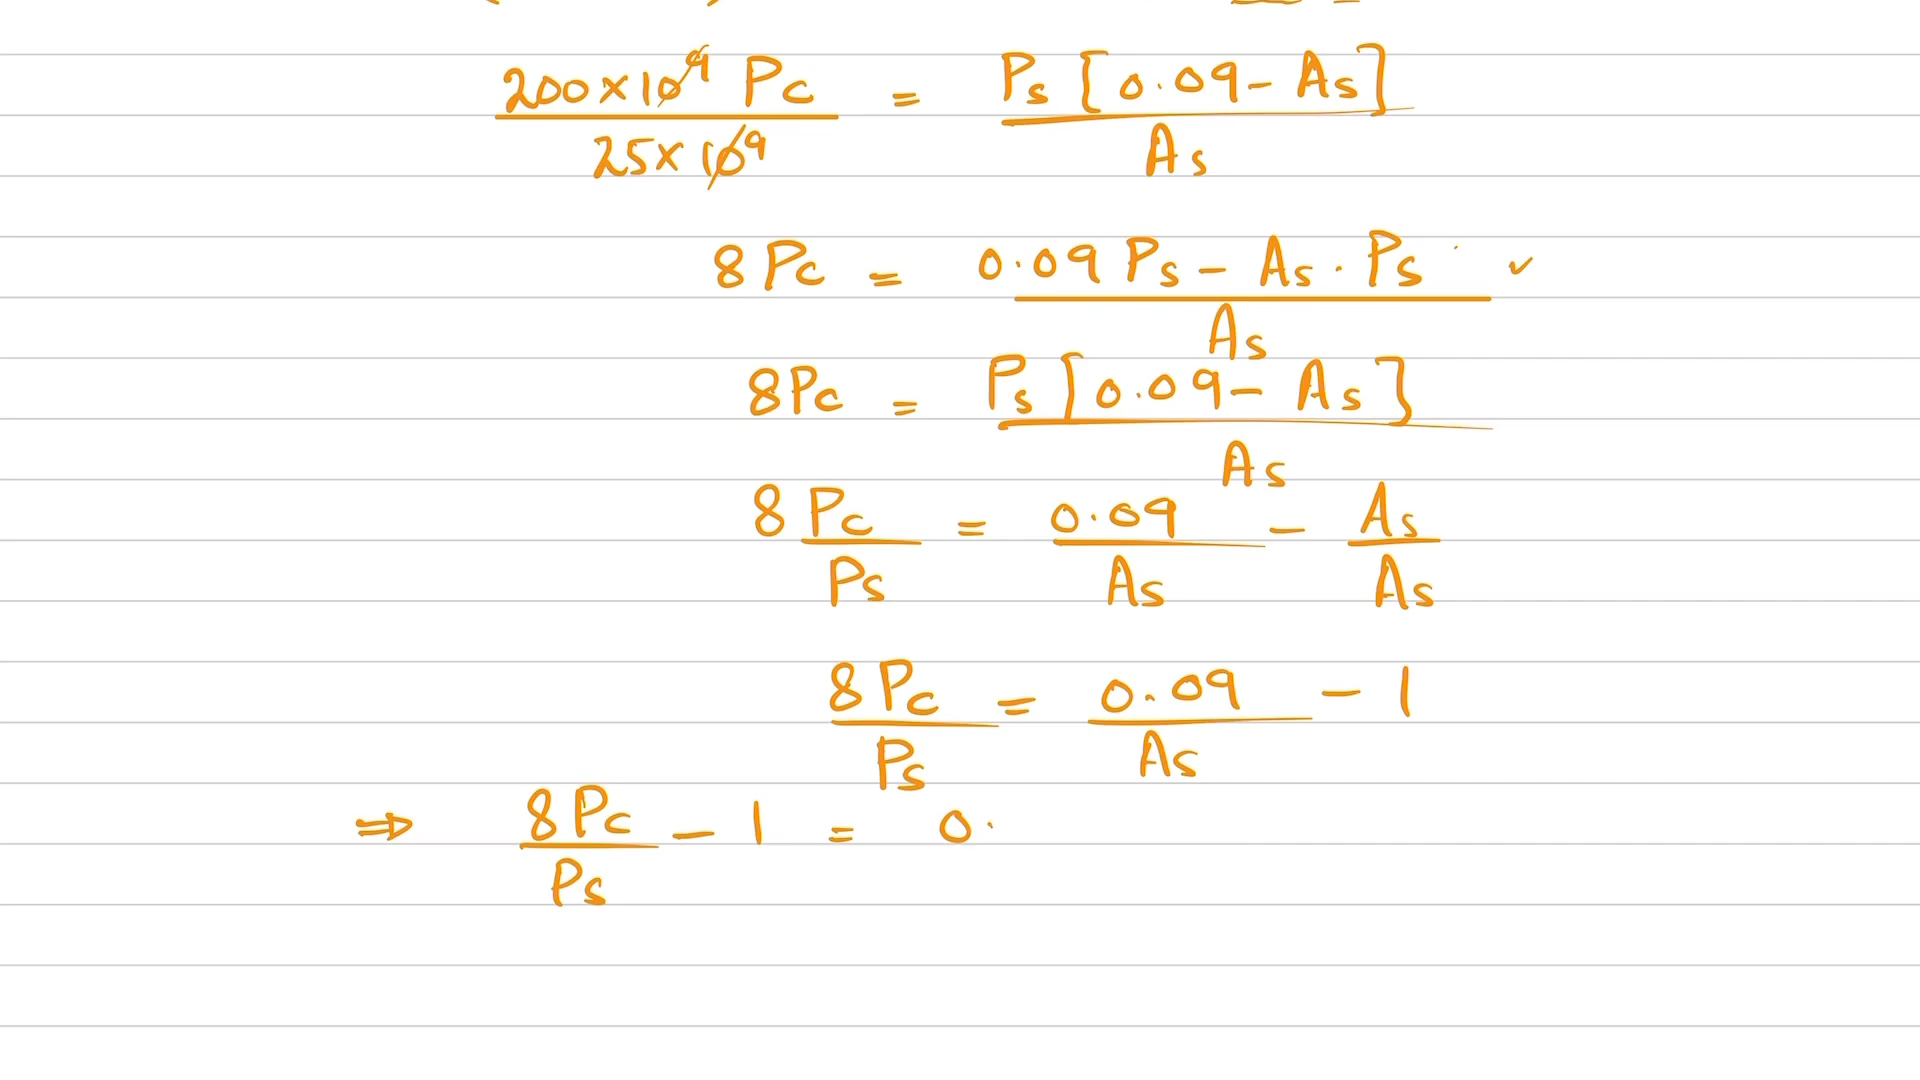 200×10⁹ Pc = Ps [0.09 - As]
25×10⁹ As
8 Pc = 0.09 Ps - As . Ps ✓
As
8Pc = Ps [0.09 - As]
As
8 Pc = 0.09 - As
Ps As As
8 Pc = 0.09 - 1
Ps As
⇒ 8 Pc - 1 = 0.
Ps